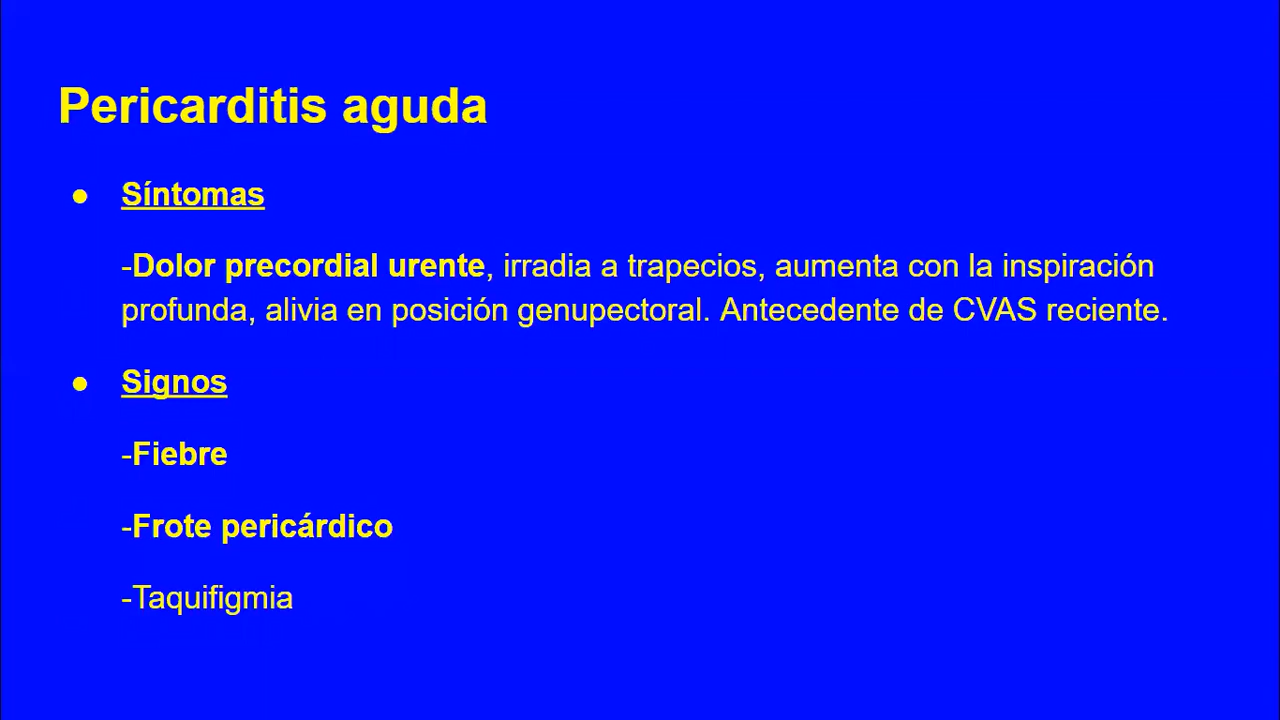 Pericarditis aguda
● Síntomas
-Dolor precordial urente, irradia a trapecios, aumenta con la inspiración
profunda, alivia en posición genupectoral. Antecedente de CVAS reciente.
● Signos
-Fiebre
-Frote pericárdico
-Taquifigmia